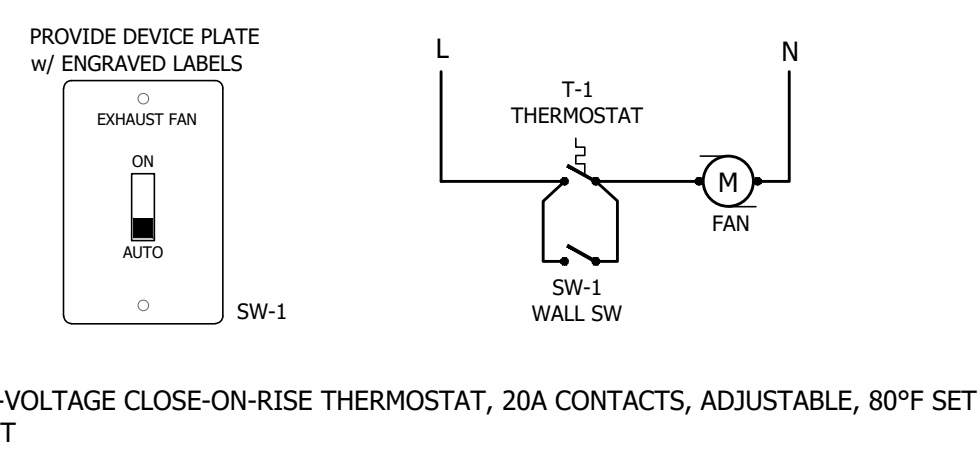 PROVIDE DEVICE PLATE
w/ ENGRAVED LABELS
EXHAUST FAN
ON
AUTO
SW-1
L
N
T-1
THERMOSTAT
M
FAN
SW-1
WALL SW
-VOLTAGE CLOSE-ON-RISE THERMOSTAT, 20A CONTACTS, ADJUSTABLE, 80°F SET
T